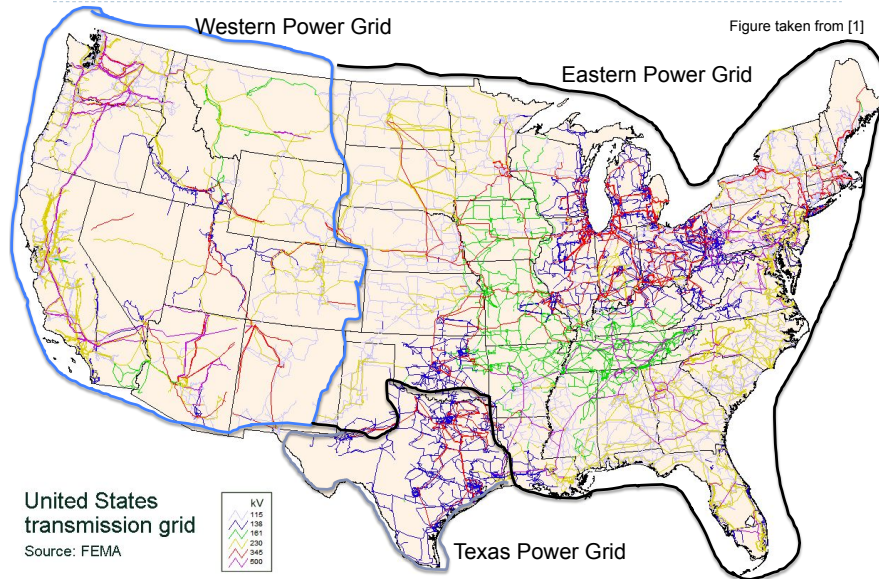 Western Power Grid
Figure taken from [1]
Eastern Power Grid
United States
transmission grid
Source: FEMA
kV
115
138
161
230
345
500
Texas Power Grid